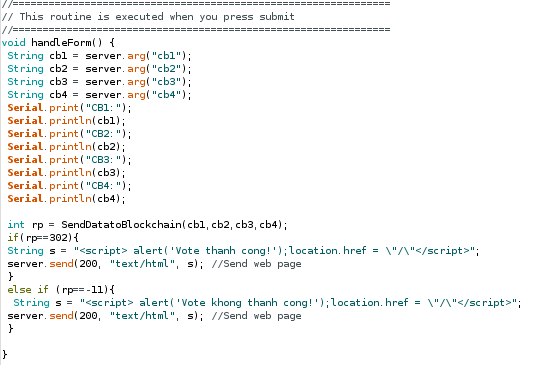 //================================================================
// This routine is executed when you press submit
//================================================================
void handleForm() {
 String cb1 = server.arg("cb1");
 String cb2 = server.arg("cb2");
 String cb3 = server.arg("cb3");
 String cb4 = server.arg("cb4");
 Serial.print("CB1:");
 Serial.println(cb1);
 Serial.print("CB2:");
 Serial.println(cb2);
 Serial.print("CB3:");
 Serial.println(cb3);
 Serial.print("CB4:");
 Serial.println(cb4);
 int rp = SendDatatoBlockchain(cb1,cb2,cb3,cb4);
 if(rp==302){
 String s = "<script> alert('Vote thanh cong!');location.href = \"/\"</script>";
 server.send(200, "text/html", s); //Send web page
 }
 else if (rp==-11){
  String s = "<script> alert('Vote khong thanh cong!');location.href = \"/\"</script>";
 server.send(200, "text/html", s); //Send web page
 }
}